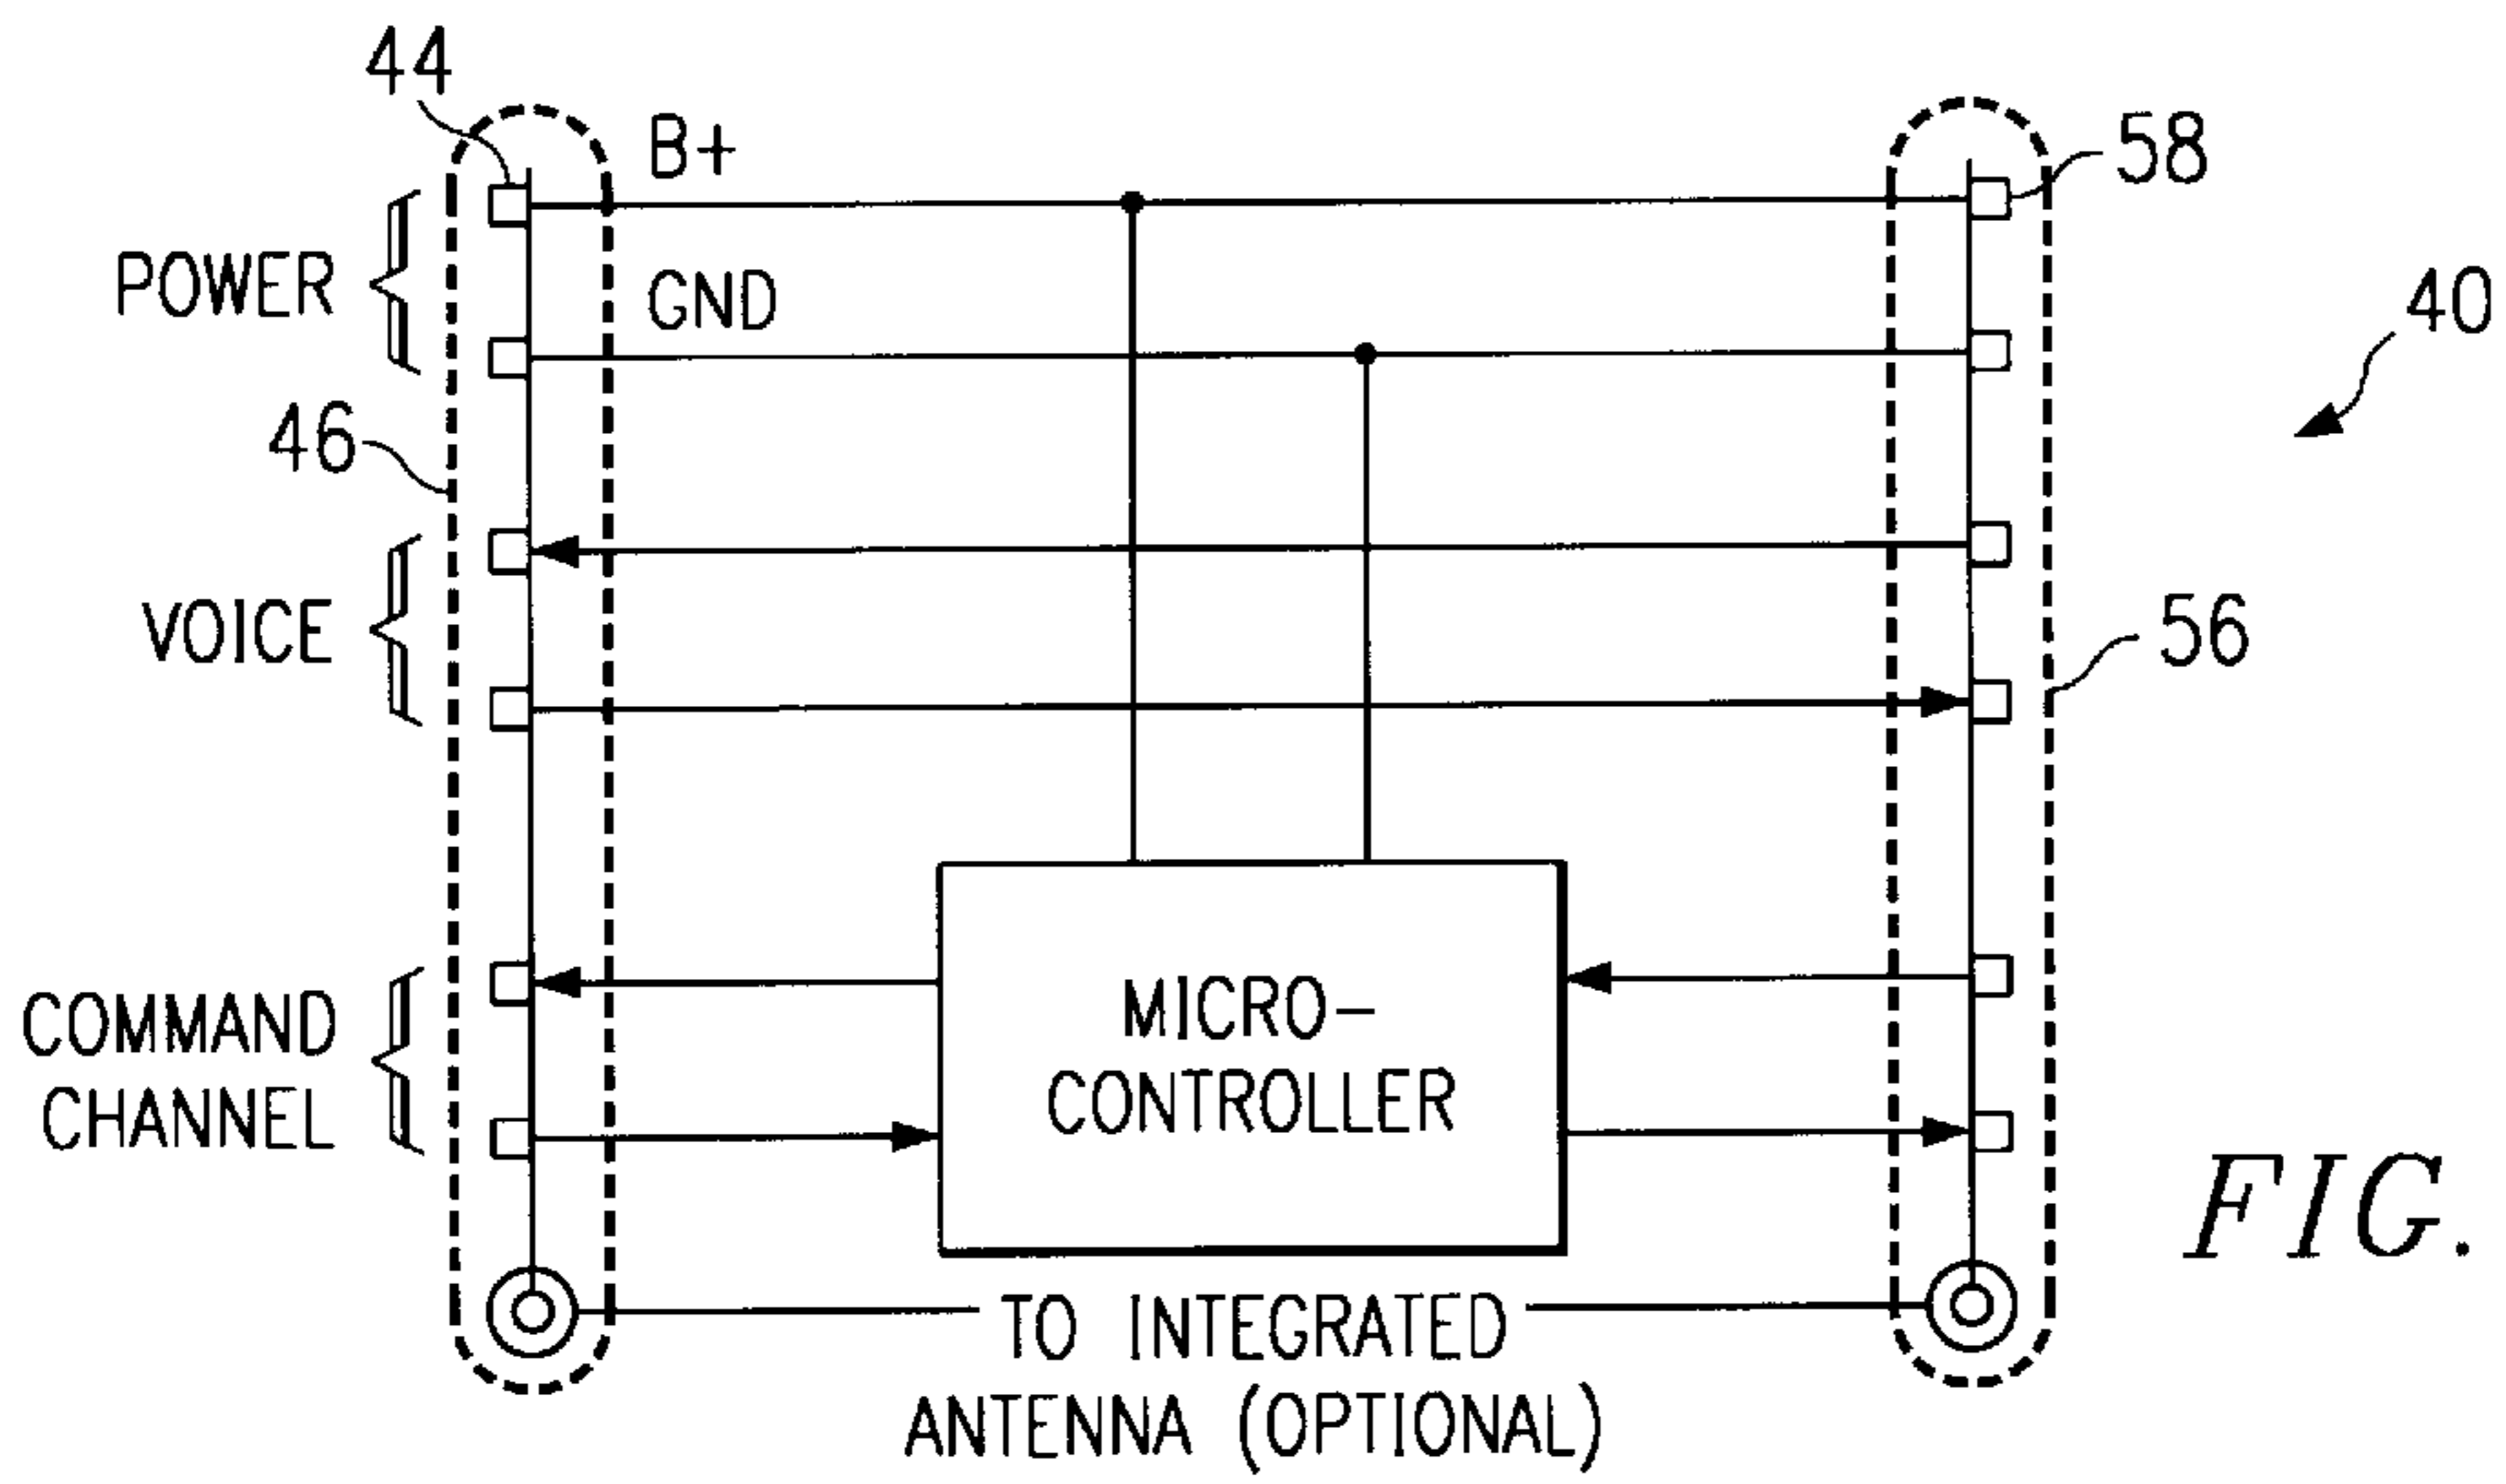 44
B+
58
POWER
GND
40
46
VOICE
56
COMMAND
CHANNEL
MICRO-
CONTROLLER
FIG.
TO INTEGRATED
ANTENNA (OPTIONAL)